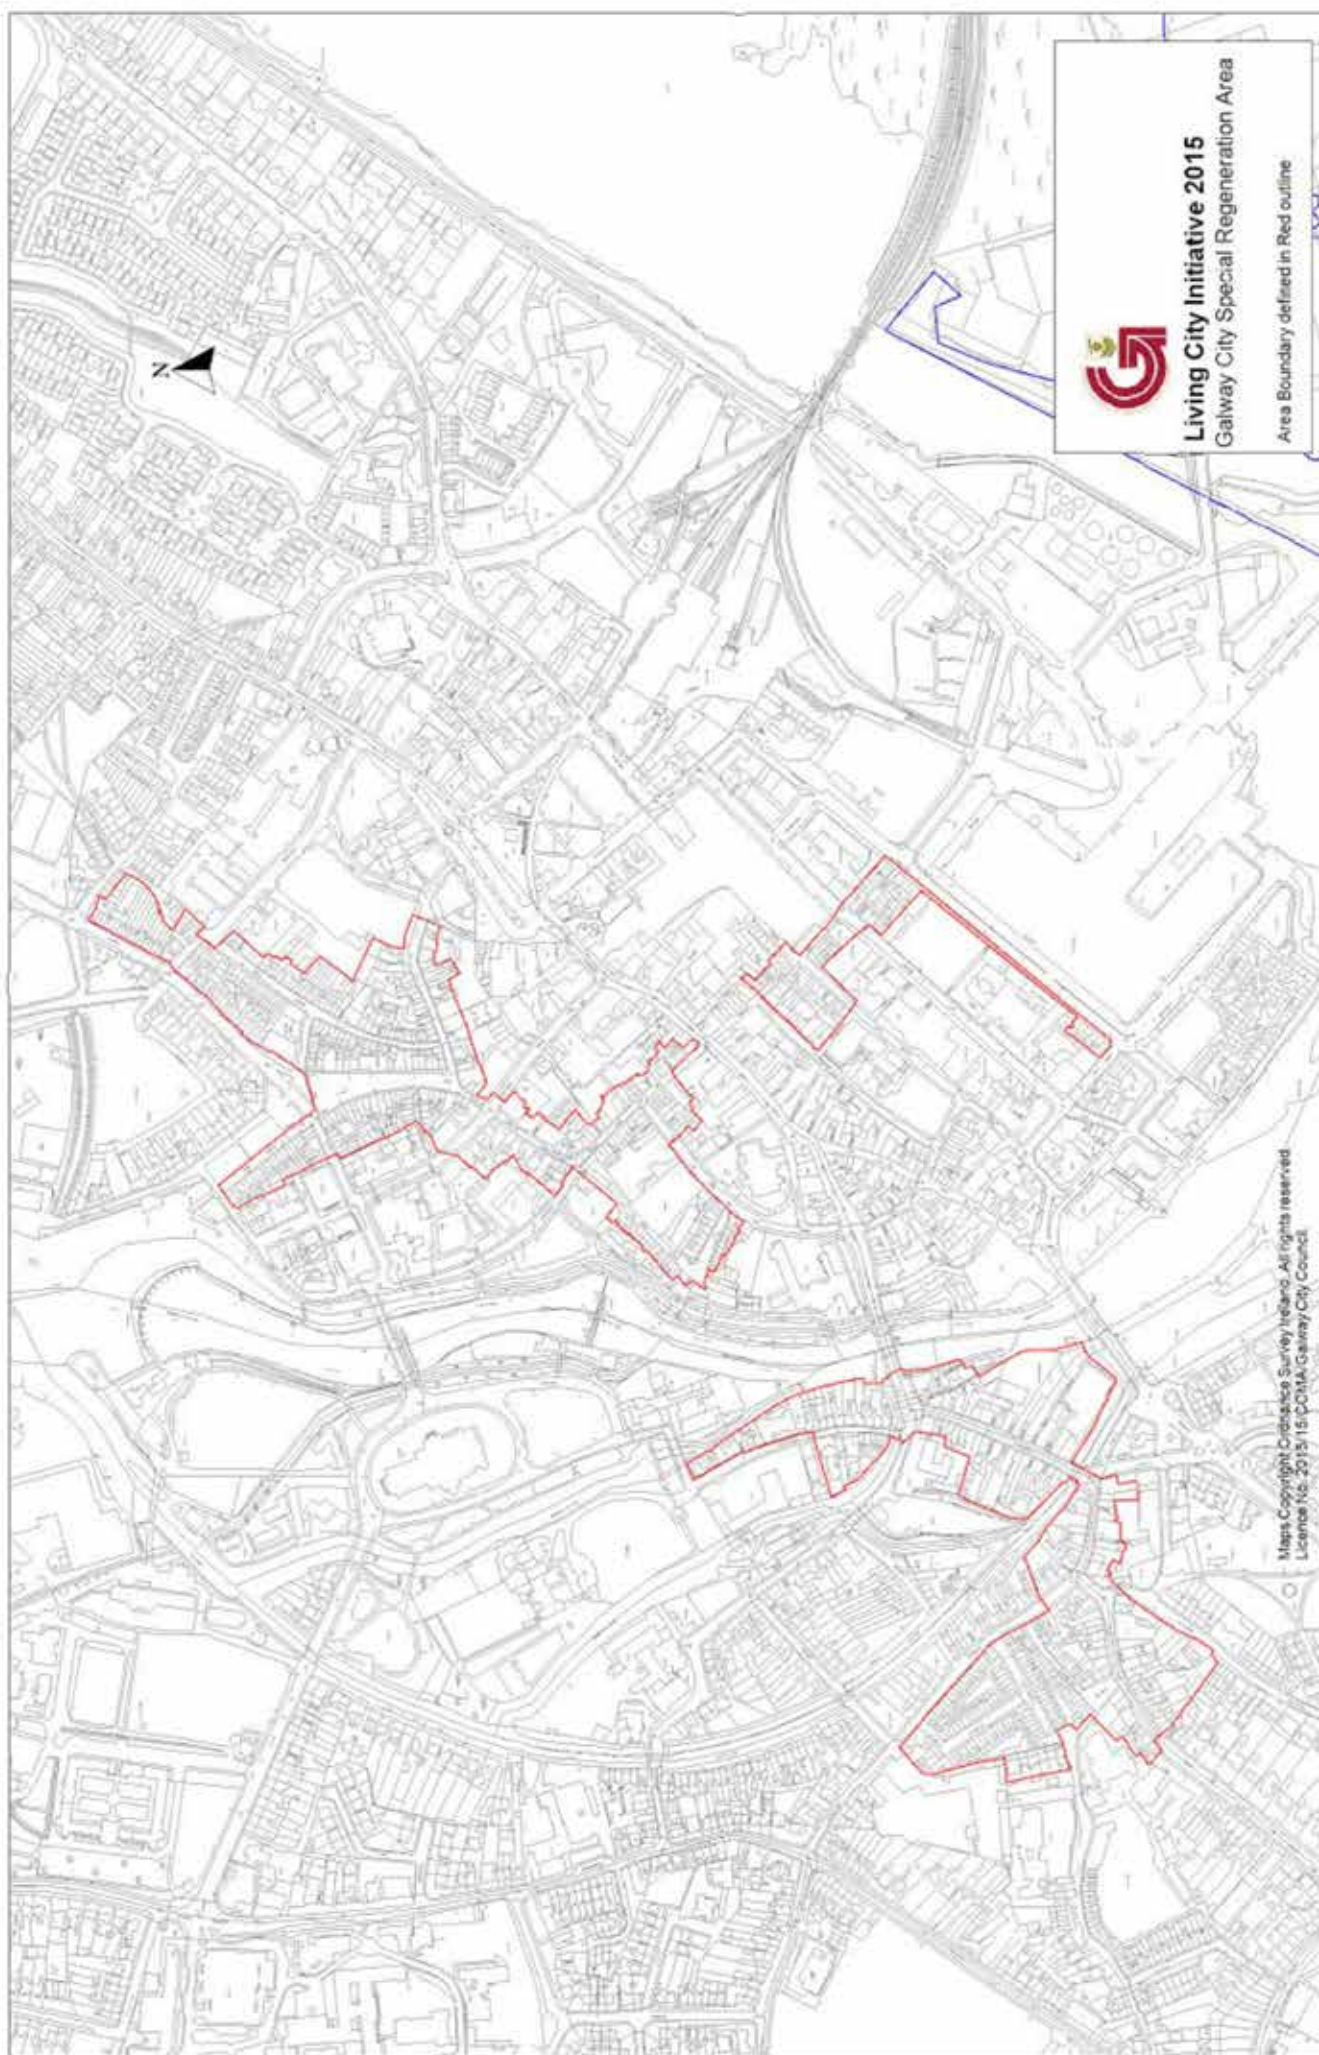 N
Living City Initiative 2015
Galway City Special Regeneration Area
Area Boundary defined in Red outline
Maps Copyright Ordnance Survey Ireland. All rights reserved
Licence No. 2015/15/CCMA/Galway City Council